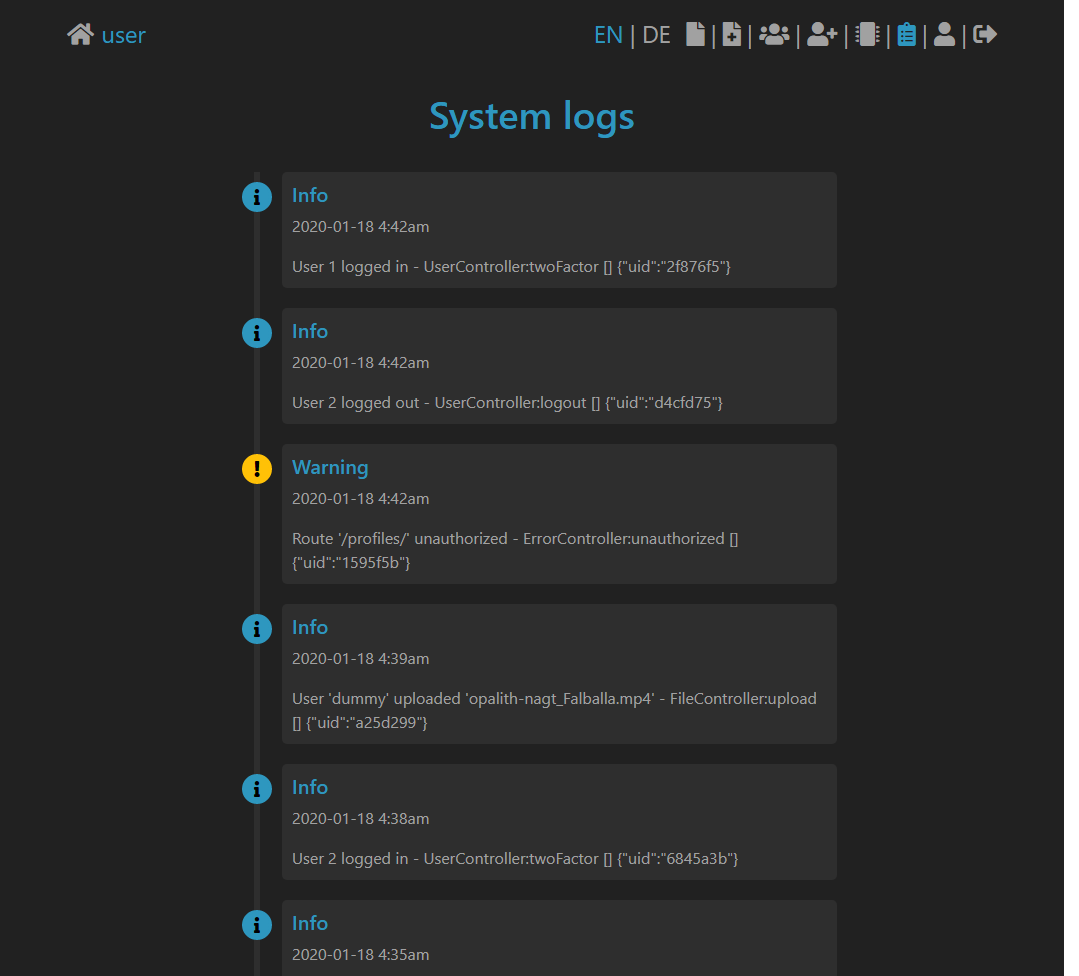 user
EN | DE | | | | | | |
System logs
Info
2020-01-18 4:42am
User 1 logged in - UserController:twoFactor [] {"uid":"2f876f5"}
Info
2020-01-18 4:42am
User 2 logged out - UserController:logout [] {"uid":"d4cfd75"}
Warning
2020-01-18 4:42am
Route '/profiles/' unauthorized - ErrorController:unauthorized []
{"uid":"1595f5b"}
Info
2020-01-18 4:39am
User 'dummy' uploaded 'opalith-nagt_Falballa.mp4' - FileController:upload
[] {"uid":"a25d299"}
Info
2020-01-18 4:38am
User 2 logged in - UserController:twoFactor [] {"uid":"6845a3b"}
Info
2020-01-18 4:35am